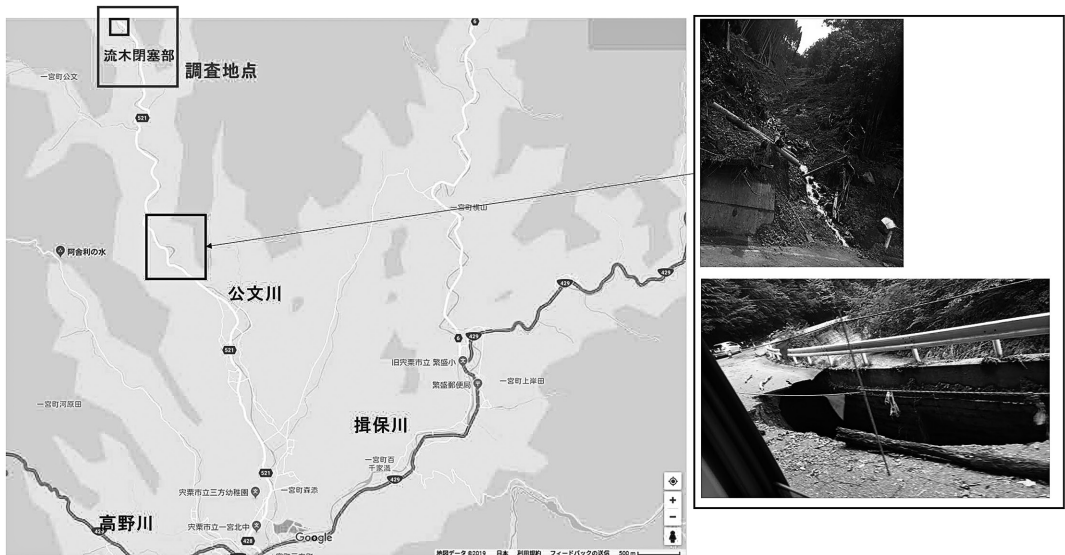 6
流木閉塞部
調査地点
一宮町公文
521
一宮町横山
阿舎利の水
429
公文川
429
429
6
521
旧宍粟市立 繁盛小
繁盛郵便局
一宮町上岸田
一宮町河原田
揖保川
一宮町百
千家満
429
521
宍粟市立三方幼稚園
一宮町森添
高野川
宍粟市立一宮北中
Google
428
地図データ ©2019 日本 利用規約 フィードバックの送信 500 m